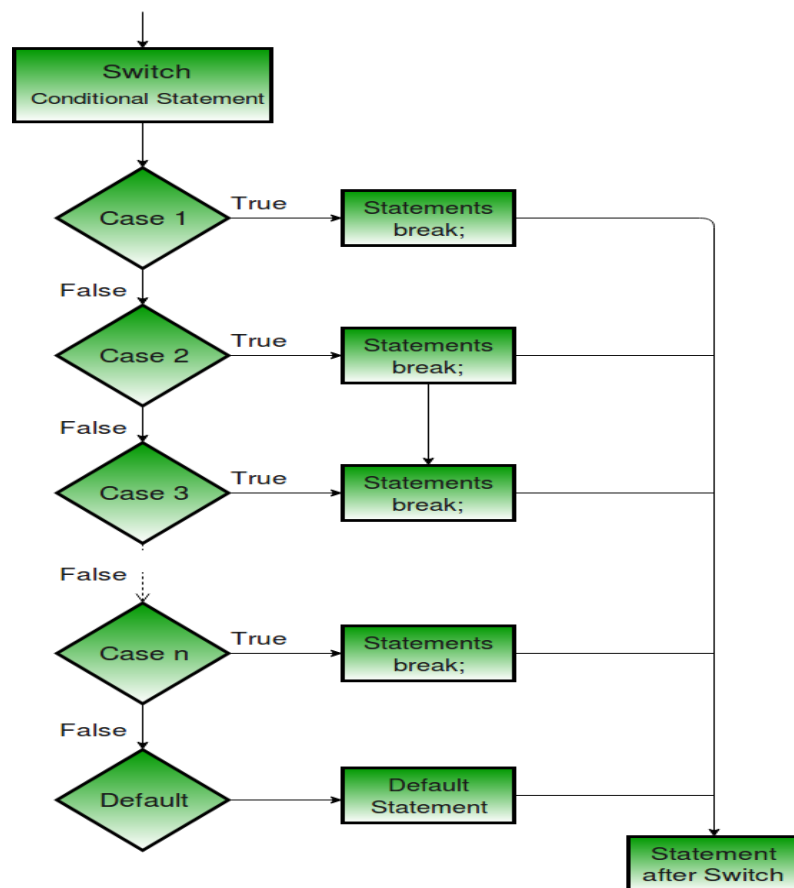 Switch
Conditional Statement
Case 1
True
Statements
break;
False
Case 2
True
Statements
break;
False
Case 3
True
Statements
break;
False
Case n
True
Statements
break;
False
Default
Default
Statement
Statement
after Switch